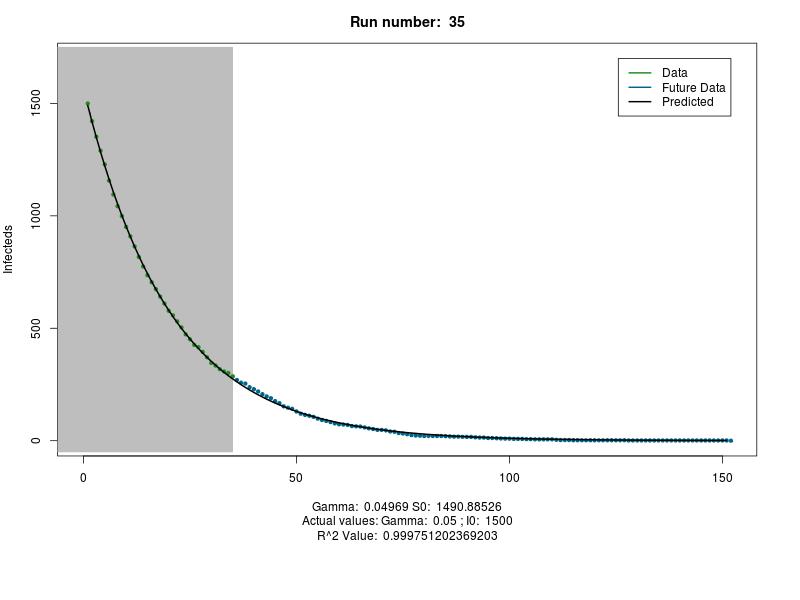 Run number:  35
Data
Future Data
Predicted
Infecteds
1500
1000
500
0
0
50
100
150
Gamma:  0.04969 S0:  1490.88526
Actual values: Gamma:  0.05 ; I0:  1500
R^2 Value:  0.999751202369203